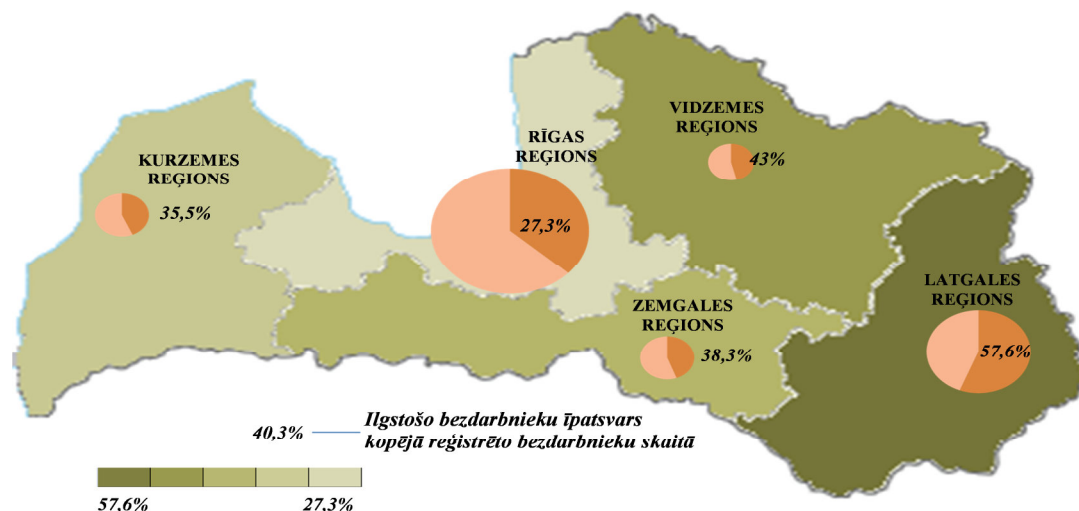 VIDZEMES
REĢIONS
43%
RĪGAS
REĢIONS
27,3%
KURZEMES
REĢIONS
35,5%
LATGALES
REĢIONS
57,6%
ZEMGALES
REĢIONS
38,3%
40,3%
Ilgstošo bezdarbnieku īpatsvars
kopējā reģistrēto bezdarbnieku skaitā
57,6%
27,3%